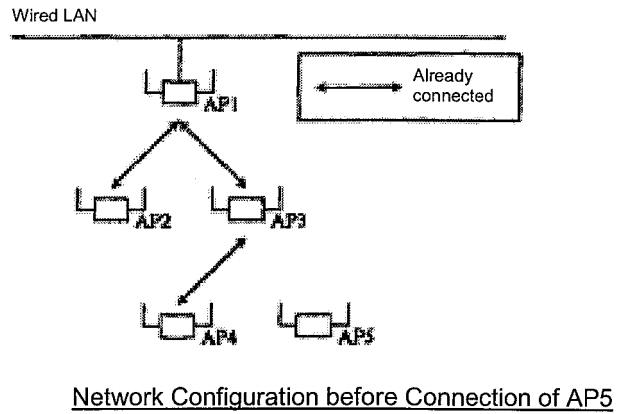 Wired LAN
Already
connected
AP1
AP2
AP3
AP4
AP5
Network Configuration before Connection of AP5